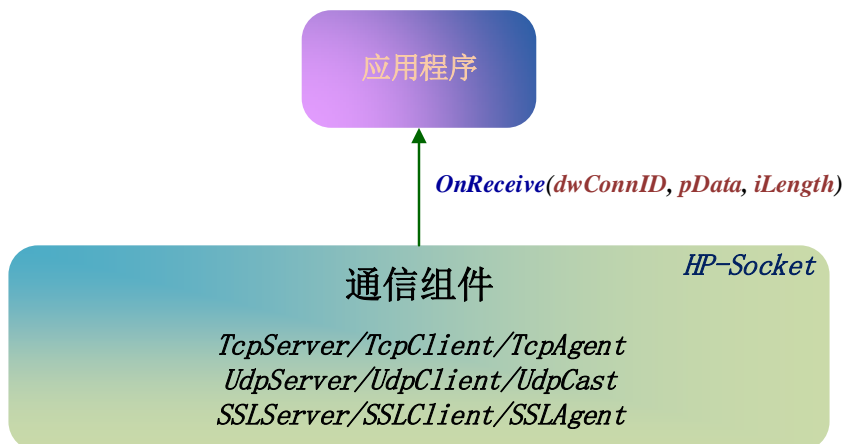 应用程序
OnReceive(dwConnID, pData, iLength)
HP-Socket
通信组件
TcpServer/TcpClient/TcpAgent
UdpServer/UdpClient/UdpCast
SSLServer/SSLClient/SSLAgent